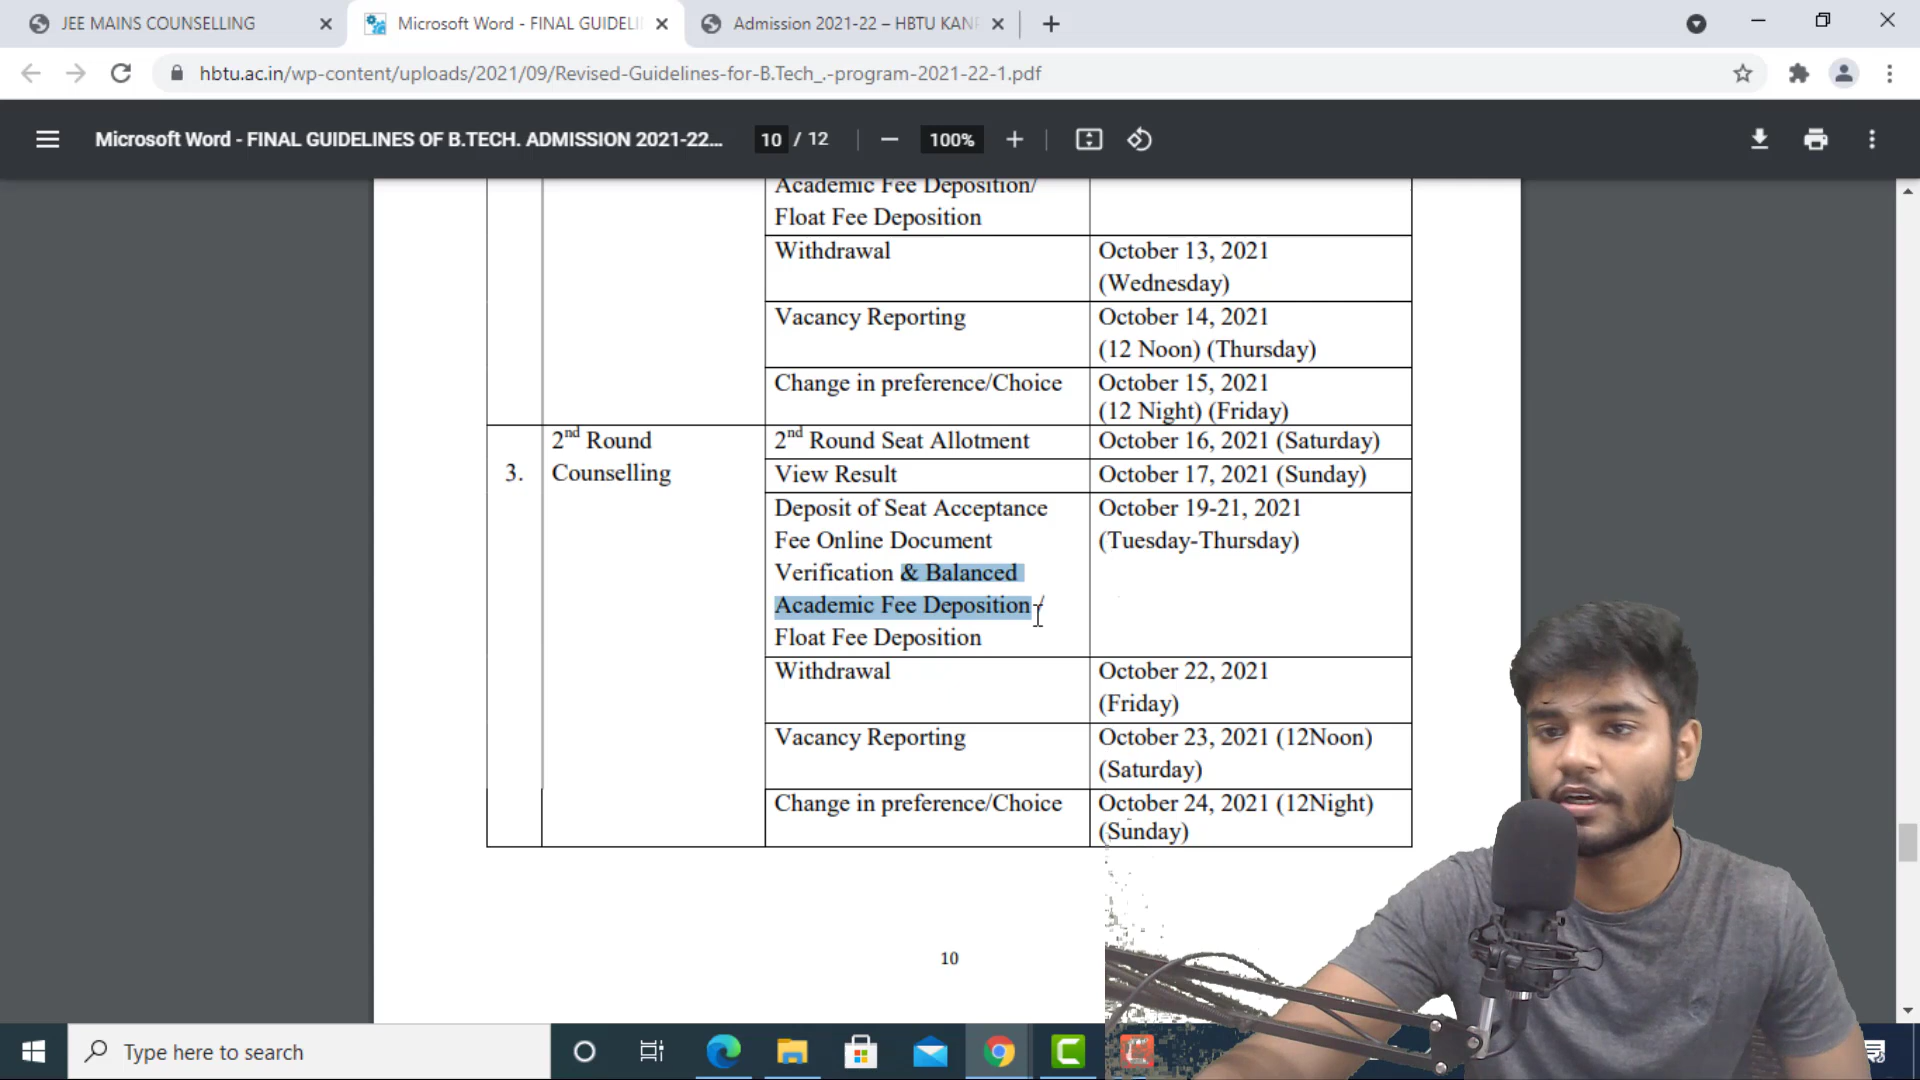 JEE MAINS COUNSELLING
Microsoft Word - FINAL GUIDELI
Admission 2021-22 – HBTU KANP
hbtu.ac.in/wp-content/uploads/2021/09/Revised-Guidelines-for-B.Tech_.-program-2021-22-1.pdf
Microsoft Word - FINAL GUIDELINES OF B.TECH. ADMISSION 2021-22...
10 / 12
100%
Academic Fee Deposition/
Float Fee Deposition
Withdrawal
October 13, 2021
(Wednesday)
Vacancy Reporting
October 14, 2021
(12 Noon) (Thursday)
Change in preference/Choice
October 15, 2021
(12 Night) (Friday)
3.
2nd Round
Counselling
2nd Round Seat Allotment
October 16, 2021 (Saturday)
View Result
October 17, 2021 (Sunday)
Deposit of Seat Acceptance
Fee Online Document
Verification & Balanced
Academic Fee Deposition /
Float Fee Deposition
October 19-21, 2021
(Tuesday-Thursday)
Withdrawal
October 22, 2021
(Friday)
Vacancy Reporting
October 23, 2021 (12Noon)
(Saturday)
Change in preference/Choice
October 24, 2021 (12Night)
(Sunday)
10
Type here to search